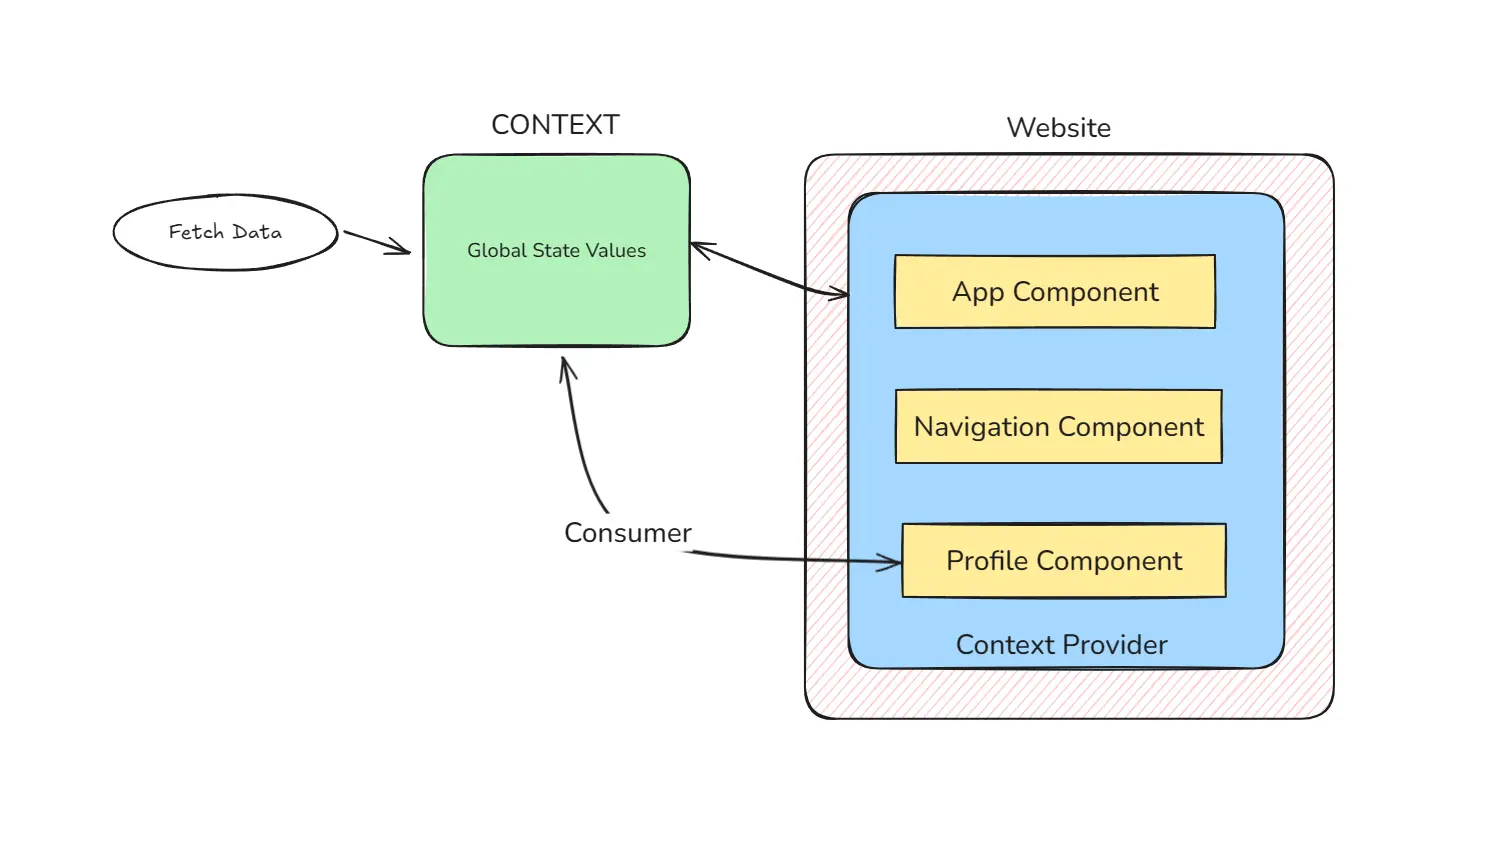 CONTEXT
Website
Fetch Data
Global State Values
App Component
Navigation Component
Consumer
Profile Component
Context Provider